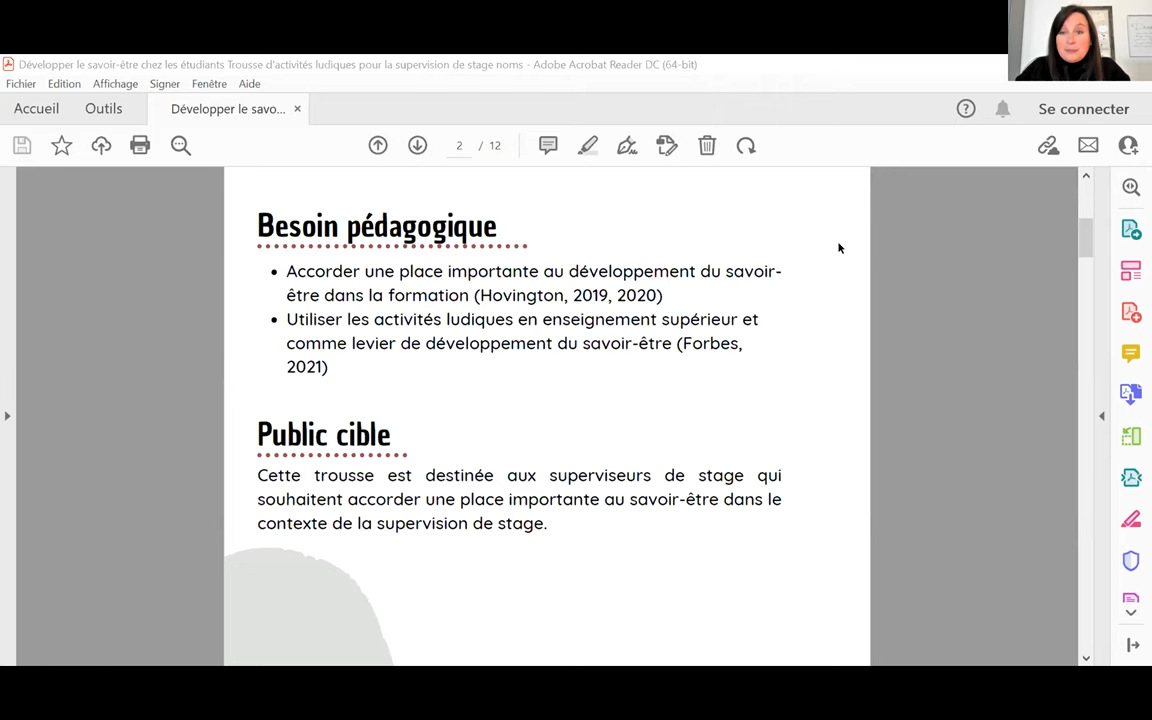 Développer le savoir-être chez les étudiants Trousse d'activités ludiques pour la supervision de stage noms - Adobe Acrobat Reader DC (64-bit)
Fichier Edition Affichage Signer Fenêtre Aide
Accueil Outils Développer le savo... × Se connecter
2 / 12
Besoin pédagogique
• Accorder une place importante au développement du savoir-
être dans la formation (Hovington, 2019, 2020)
• Utiliser les activités ludiques en enseignement supérieur et
comme levier de développement du savoir-être (Forbes,
2021)
Public cible
Cette trousse est destinée aux superviseurs de stage qui
souhaitent accorder une place importante au savoir-être dans le
contexte de la supervision de stage.